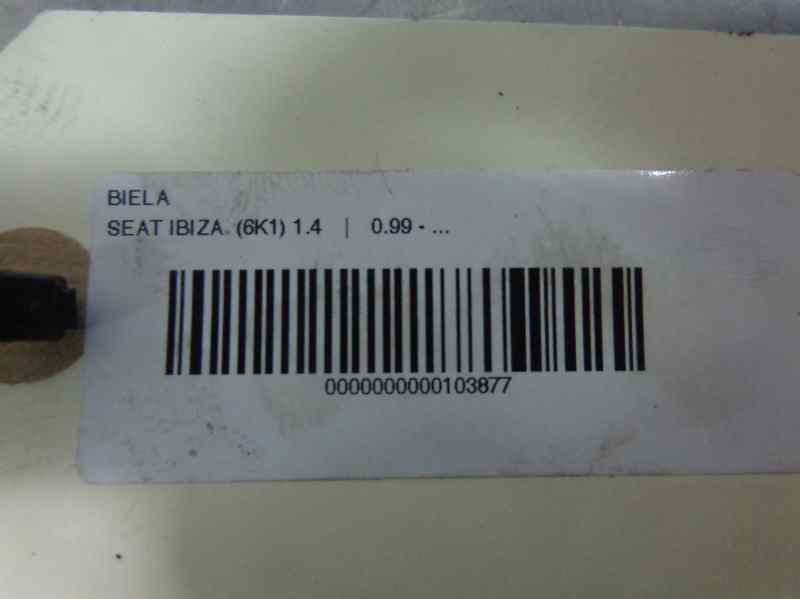 BIELA
SEAT IBIZA (6K1) 1.4 | 0.99 - ...
0000000000103877